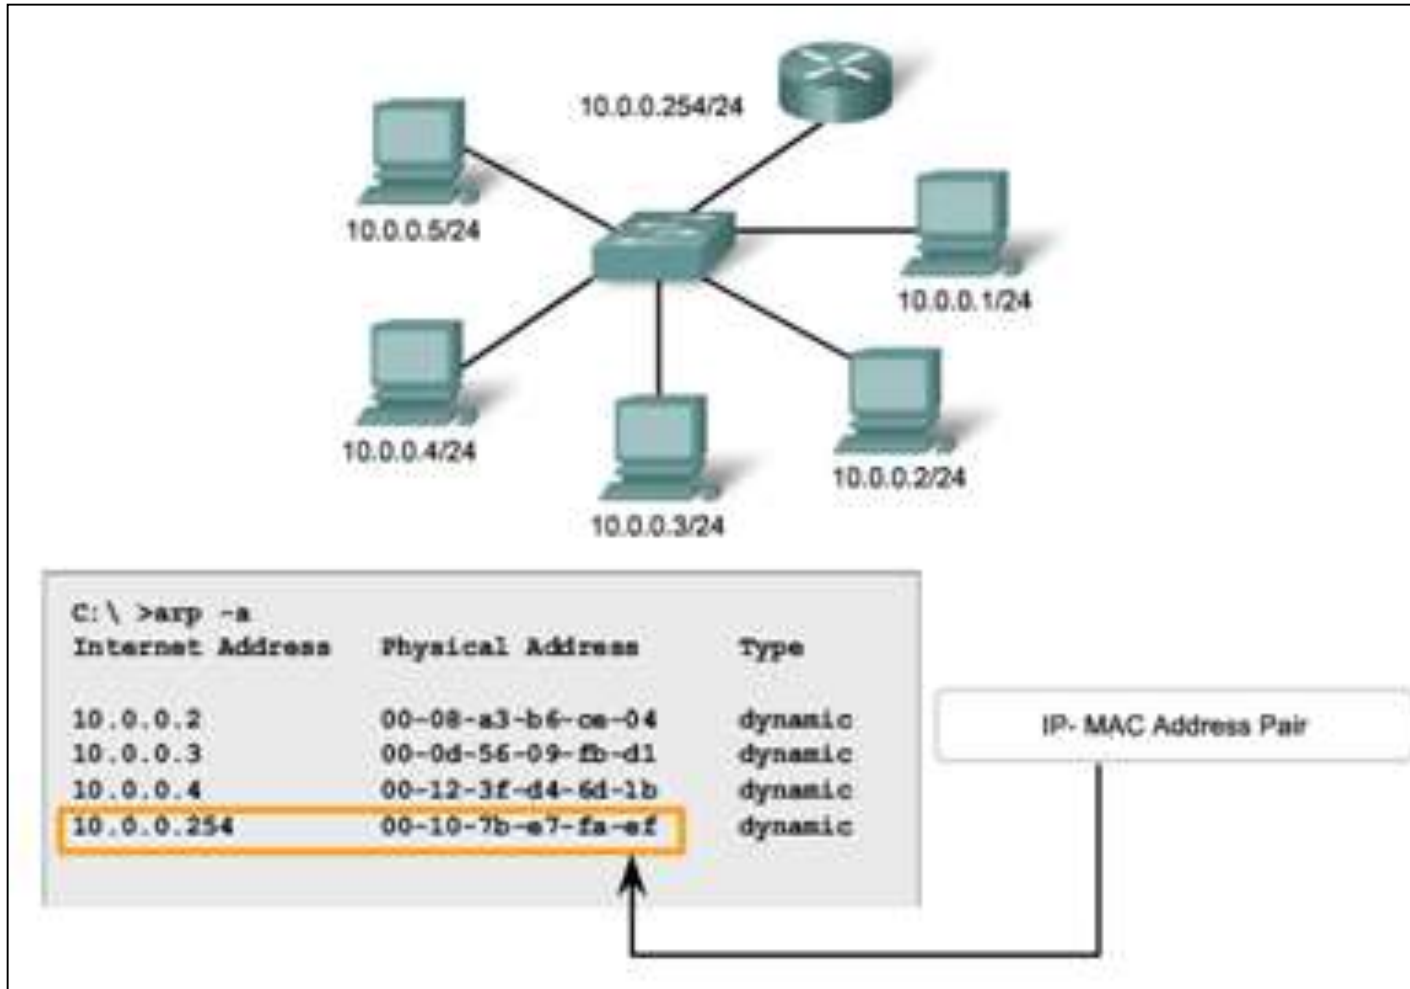 10.0.0.254/24
10.0.0.5/24
10.0.0.1/24
10.0.0.4/24
10.0.0.2/24
10.0.0.3/24
C:\ >arp -a
Internet Address Physical Address Type
10.0.0.2 00-08-a3-b6-ce-04 dynamic
10.0.0.3 00-0d-56-09-fb-d1 dynamic
10.0.0.4 00-12-3f-d4-6d-1b dynamic
10.0.0.254 00-10-7b-e7-fa-ef dynamic
IP- MAC Address Pair